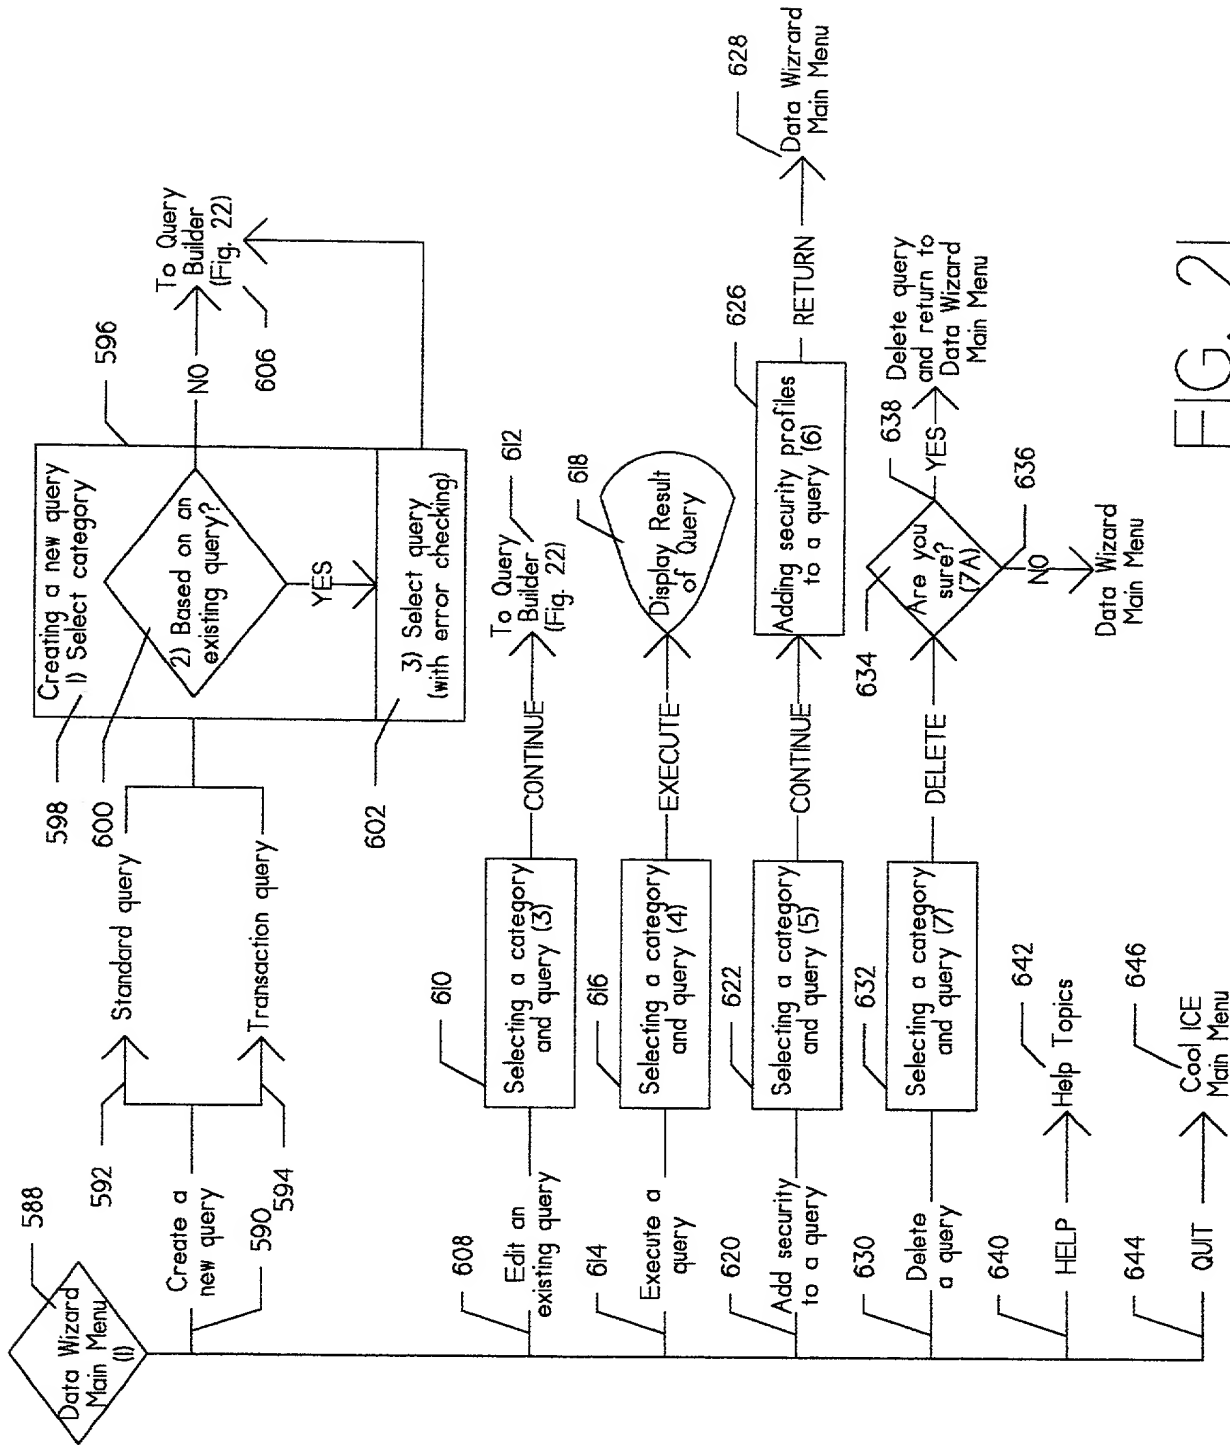 588
Data Wizard
Main Menu
(1)
Create a
new query
590
592
Standard query
594
Transaction query
596
Creating a new query
1) Select category
598
600
2) Based on an
existing query?
NO
YES
602
3) Select query
(with error checking)
606
To Query
Builder
(Fig. 22)
608
Edit an
existing query
610
Selecting a category
and query (3)
CONTINUE
To Query
Builder
(Fig. 22)
612
614
Execute a
query
616
Selecting a category
and query (4)
EXECUTE
Display Result
of Query
618
620
Add security
to a query
622
Selecting a category
and query (5)
CONTINUE
Adding security profiles
to a query (6)
626
RETURN
Data Wizrard
Main Menu
628
630
Delete
a query
632
Selecting a category
and query (7)
DELETE
634
Are you
sure?
(7A)
YES
638
Delete query
and return to
Data Wizard
Main Menu
636
NO
Data Wizard
Main Menu
640
HELP
642
Help Topics
644
QUIT
646
Cool ICE
Main Menu
FIG. 21